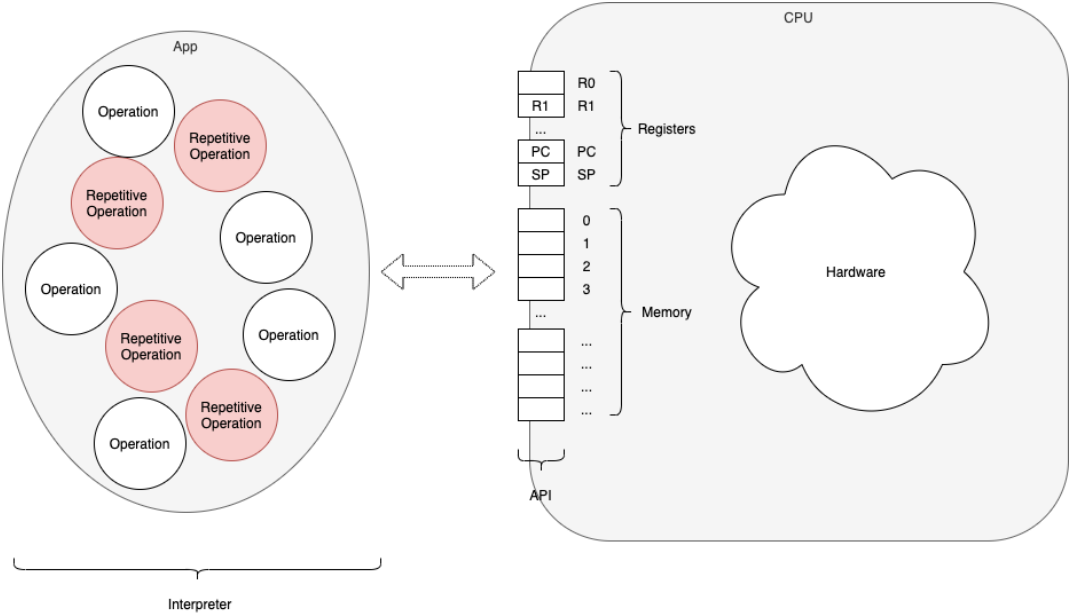 App
Operation
Repetitive
Operation
Repetitive
Operation
Operation
Operation
Operation
Repetitive
Operation
Repetitive
Operation
Operation
Interpreter
CPU
R0
R1 R1
...
PC PC
SP SP
Registers
0
1
2
3
...
...
...
...
...
Memory
API
Hardware